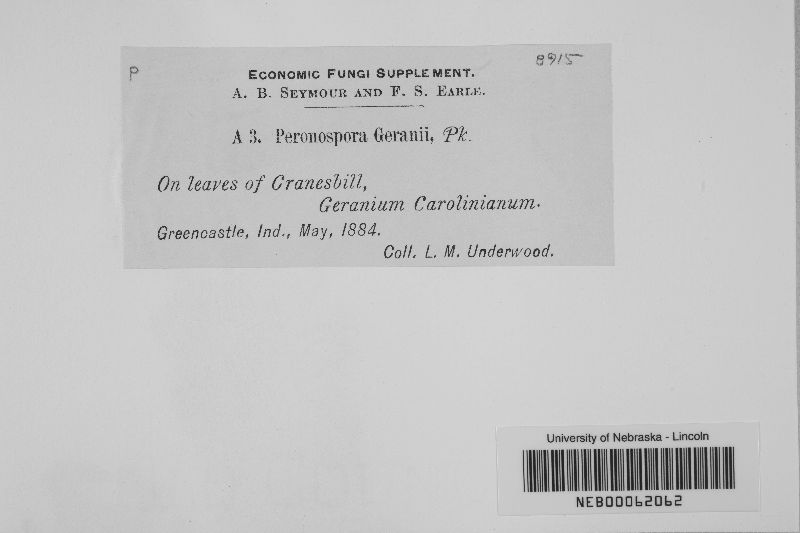 P
8915
ECONOMIC FUNGI SUPPLEMENT.
A. B. SEYMOUR AND F. S. EARLE.
A 3. Peronospora Geranii, Pk.
On leaves of Cranesbill,
Geranium Carolinianum.
Greencastle, Ind., May, 1884.
Coll. L. M. Underwood.
University of Nebraska - Lincoln
NEB00062062